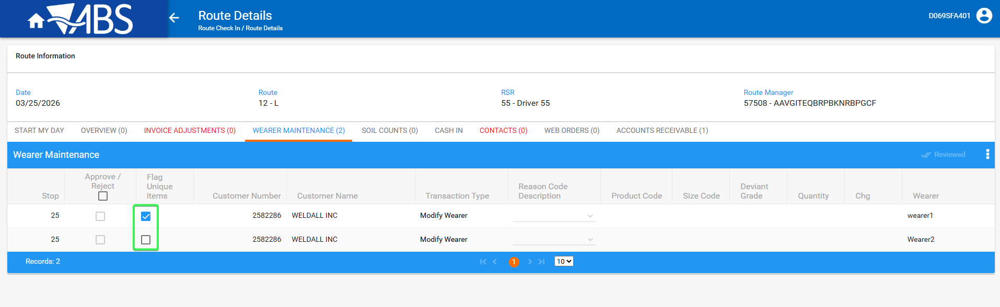 ABS
Route Details
Route Check In / Route Details
D069SFA401
Route Information
Date
03/25/2026
Route
12 - L
RSR
55 - Driver 55
Route Manager
57508 - AAVGITEQBRPBKNRBPGCF
START MY DAY OVERVIEW (0) INVOICE ADJUSTMENTS (0) WEARER MAINTENANCE (2) SOIL COUNTS (0) CASH IN CONTACTS (0) WEB ORDERS (0) ACCOUNTS RECEIVABLE (1)
Wearer Maintenance
Reviewed
Stop
Approve /
Reject
Flag
Unique
items
Customer Number
Customer Name
Transaction Type
Reason Code
Description
Product Code
Size Code
Deviant
Grade
Quantity
Chg
Wearer
25 2582286 WELDALL INC Modify Wearer wearer1
25 2582286 WELDALL INC Modify Wearer Wearer2
Records: 2
1
10